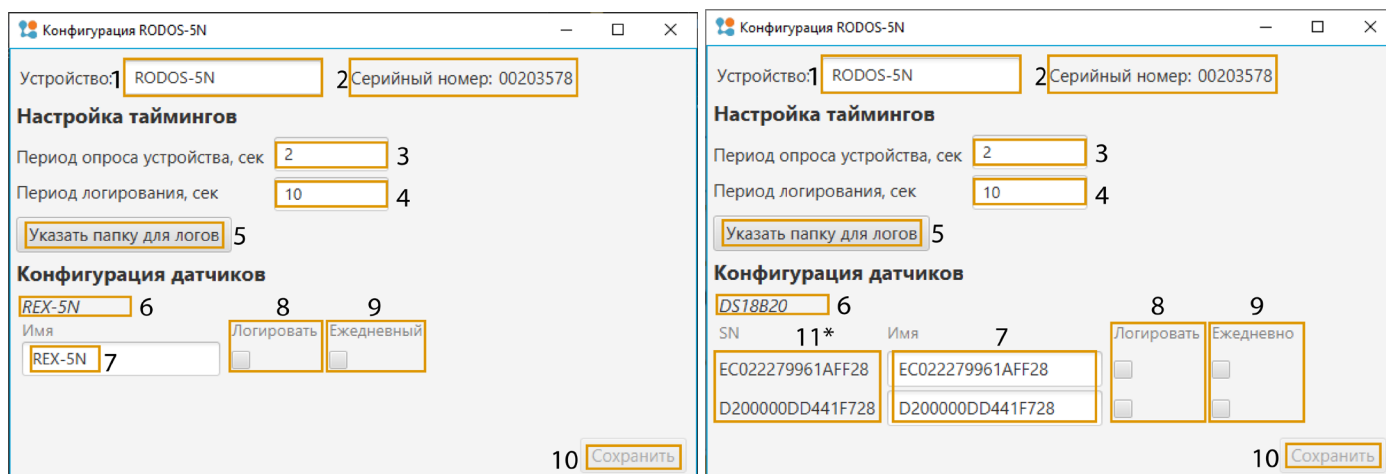 Конфигурация RODOS-5N
Устройство: 1 RODOS-5N 2 Серийный номер: 00203578
Настройка таймингов
Период опроса устройства, сек 2 3
Период логирования, сек 10 4
Указать папку для логов 5
Конфигурация датчиков
REX-5N 6 8 9
Имя Логировать Ежедневный
REX-5N 7
10 Сохранить
Конфигурация RODOS-5N
Устройство: 1 RODOS-5N 2 Серийный номер: 00203578
Настройка таймингов
Период опроса устройства, сек 2 3
Период логирования, сек 10 4
Указать папку для логов 5
Конфигурация датчиков
DS18B20 6 8 9
SN 11* Имя 7 Логировать Ежедневно
EC022279961AFF28 EC022279961AFF28
D200000DD441F728 D200000DD441F728
10 Сохранить